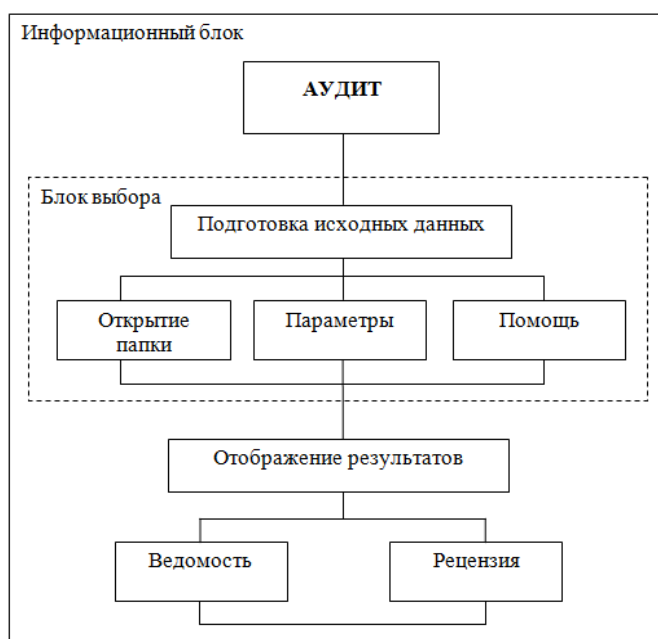 Информационный блок
АУДИТ
Блок выбора
Подготовка исходных данных
Открытие
папки
Параметры
Помощь
Отображение результатов
Ведомость
Рецензия